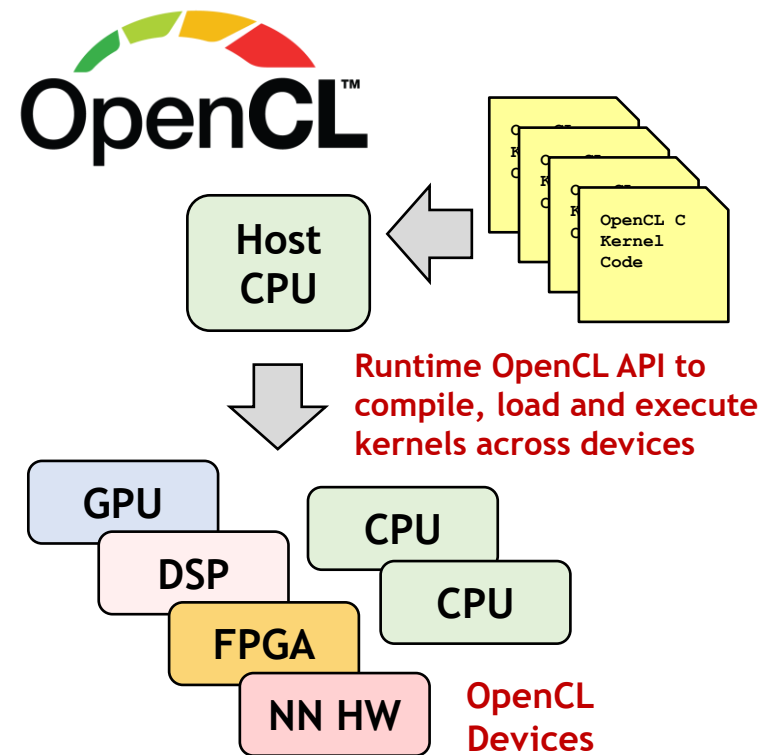 OpenCL™
O
K
C
O
K
C
O
K
C
OpenCL C
Kernel
Code
Host
CPU
Runtime OpenCL API to
compile, load and execute
kernels across devices
GPU
CPU
DSP
CPU
FPGA
NN HW
OpenCL
Devices